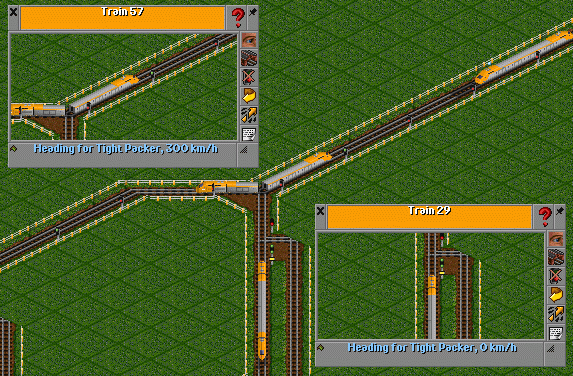 Train 57
Heading for Tight Packer, 300 km/h
Train 29
Heading for Tight Packer, 0 km/h